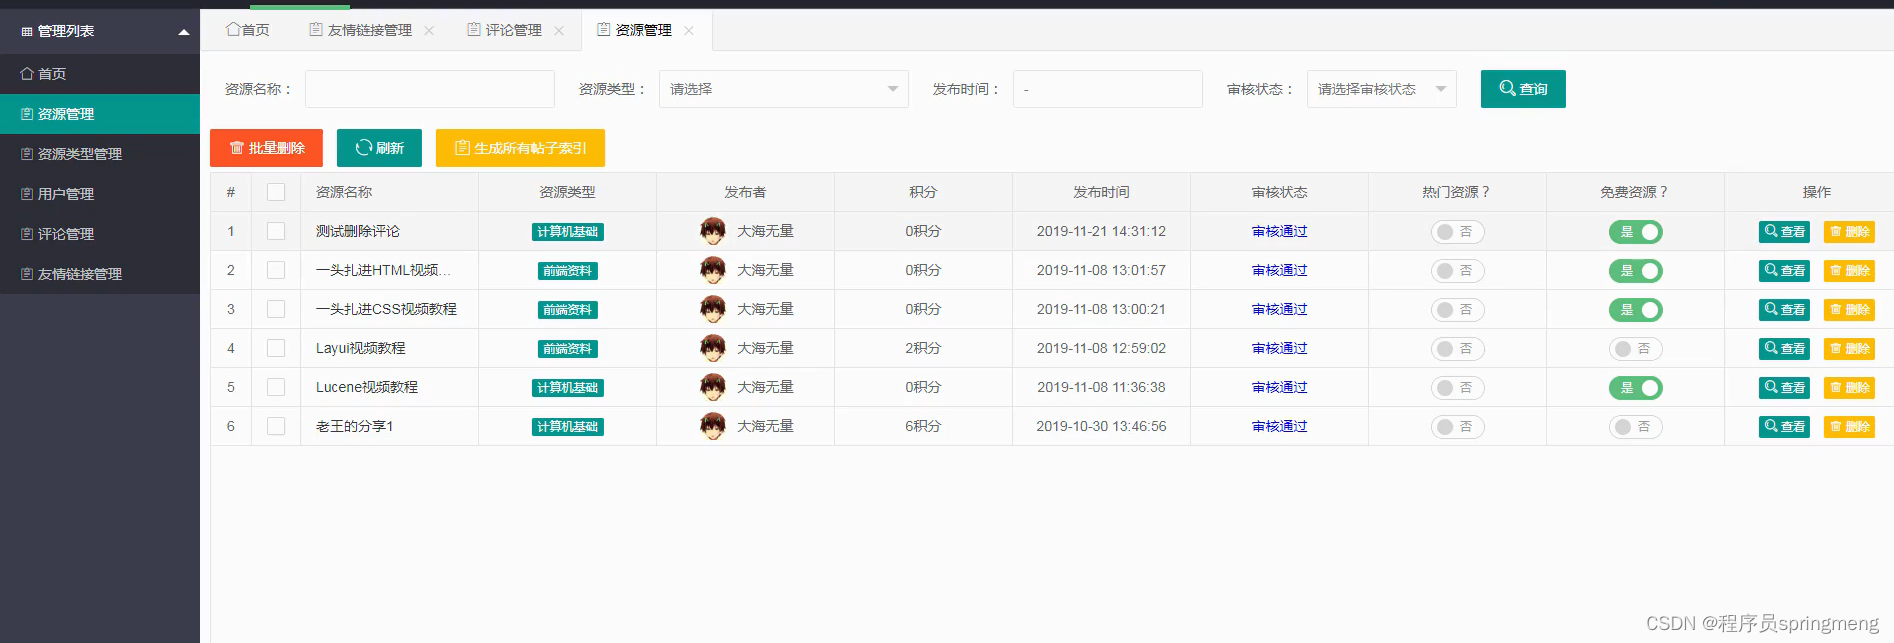 管理列表
首页
资源管理
资源类型管理
用户管理
评论管理
友情链接管理
首页 友情链接管理 评论管理 资源管理
资源名称： 资源类型： 请选择 发布时间： - 审核状态： 请选择审核状态 查询
批量删除 刷新 生成所有帖子索引
# 资源名称 资源类型 发布者 积分 发布时间 审核状态 热门资源？ 免费资源？ 操作
1 测试删除评论 计算机基础 大海无量 0积分 2019-11-21 14:31:12 审核通过 否 是 查看 删除
2 一头扎进HTML视频... 前端资料 大海无量 0积分 2019-11-08 13:01:57 审核通过 否 是 查看 删除
3 一头扎进CSS视频教程 前端资料 大海无量 0积分 2019-11-08 13:00:21 审核通过 否 是 查看 删除
4 Layui视频教程 前端资料 大海无量 2积分 2019-11-08 12:59:02 审核通过 否 否 查看 删除
5 Lucene视频教程 计算机基础 大海无量 0积分 2019-11-08 11:36:38 审核通过 否 是 查看 删除
6 老王的分享1 计算机基础 大海无量 6积分 2019-10-30 13:46:56 审核通过 否 否 查看 删除
CSDN @程序员springmeng